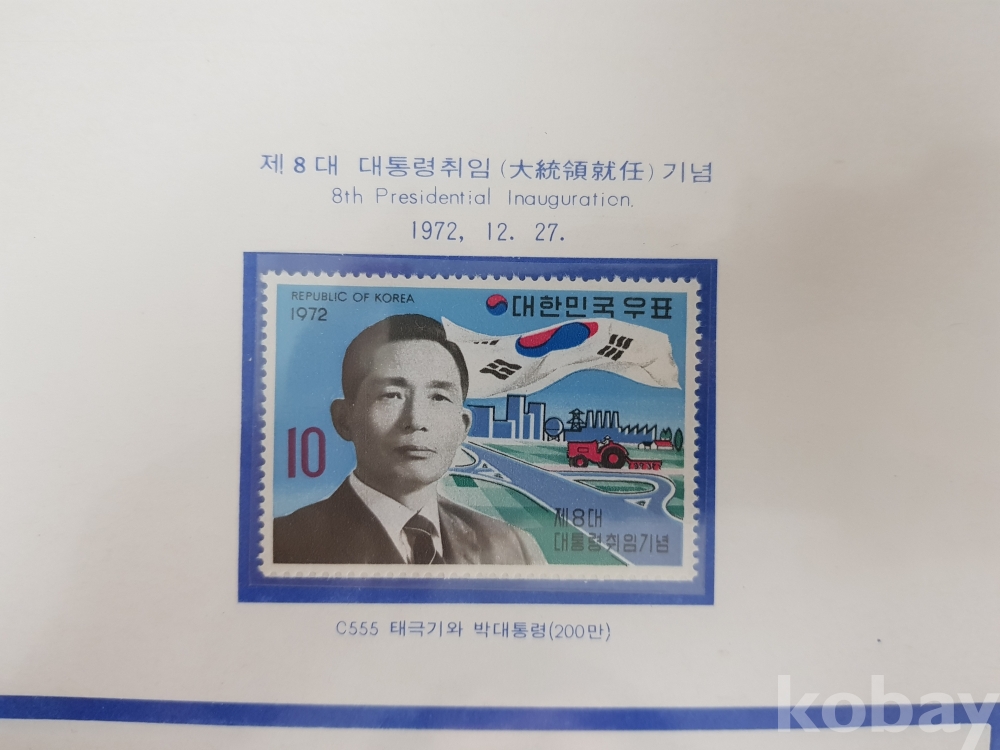 제 8 대 대통령취임 (大統領就任) 기념
8th Presidential Inauguration.
1972, 12. 27.
REPUBLIC OF KOREA
1972
대한민국우표
10
제8대
대통령취임기념
C555 태극기와 박대통령(200만)
kobay